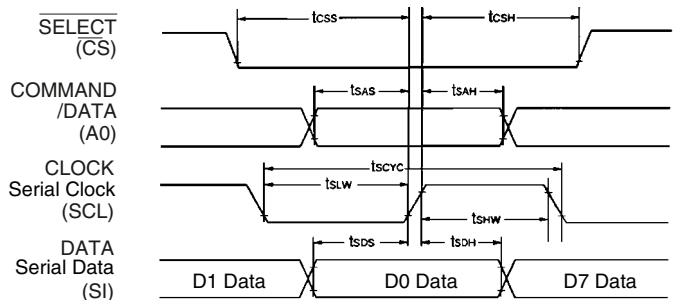 SELECT
(CS)
tCSS
tCSH
COMMAND
/DATA
(A0)
tSAS
tSAH
CLOCK
Serial Clock
(SCL)
tSCYC
tSLW
tSHW
DATA
Serial Data
(SI)
tSDS
tSDH
D1 Data
D0 Data
D7 Data